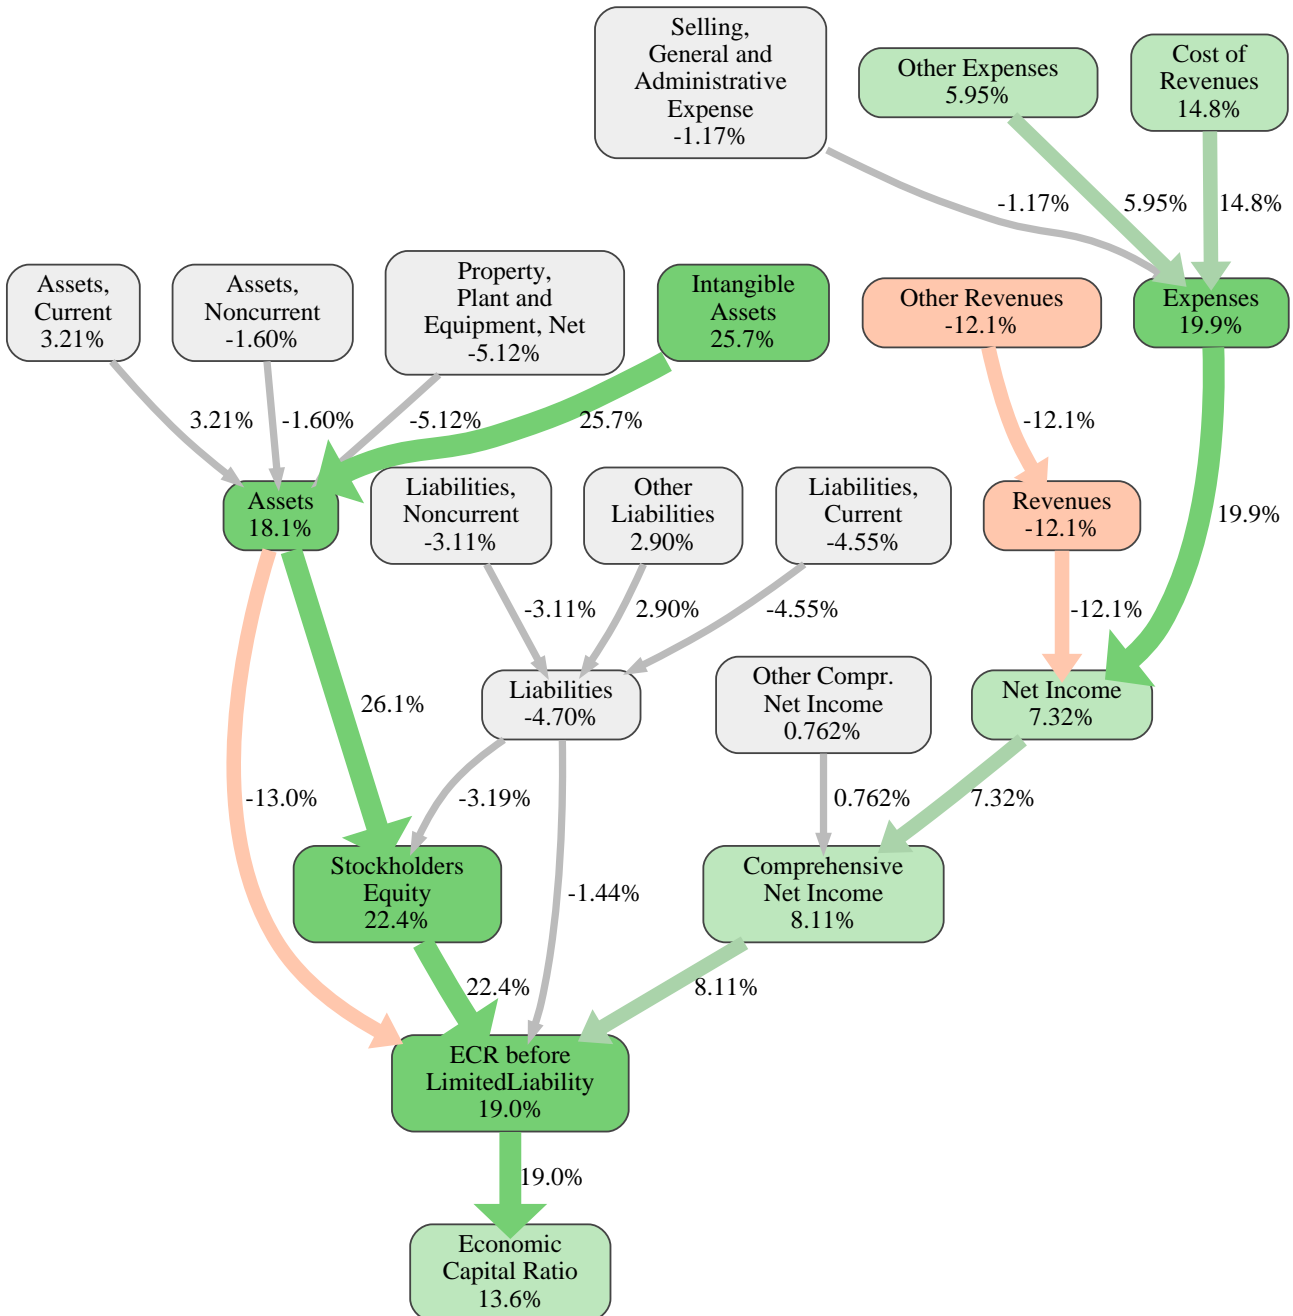 Selling,
General and
Administrative
Expense
-1.17%
Other Expenses
5.95%
Cost of
Revenues
14.8%
-1.17%
5.95%
14.8%
Assets,
Current
3.21%
Assets,
Noncurrent
-1.60%
Property,
Plant and
Equipment, Net
-5.12%
Intangible
Assets
25.7%
Other Revenues
-12.1%
Expenses
19.9%
3.21%
-1.60%
-5.12%
25.7%
-12.1%
Assets
18.1%
Liabilities,
Noncurrent
-3.11%
Other
Liabilities
2.90%
Liabilities,
Current
-4.55%
Revenues
-12.1%
19.9%
-3.11%
2.90%
-4.55%
-12.1%
26.1%
Liabilities
-4.70%
Other Compr.
Net Income
0.762%
Net Income
7.32%
-13.0%
-3.19%
0.762%
7.32%
Stockholders
Equity
22.4%
-1.44%
Comprehensive
Net Income
8.11%
22.4%
8.11%
ECR before
LimitedLiability
19.0%
19.0%
Economic
Capital Ratio
13.6%